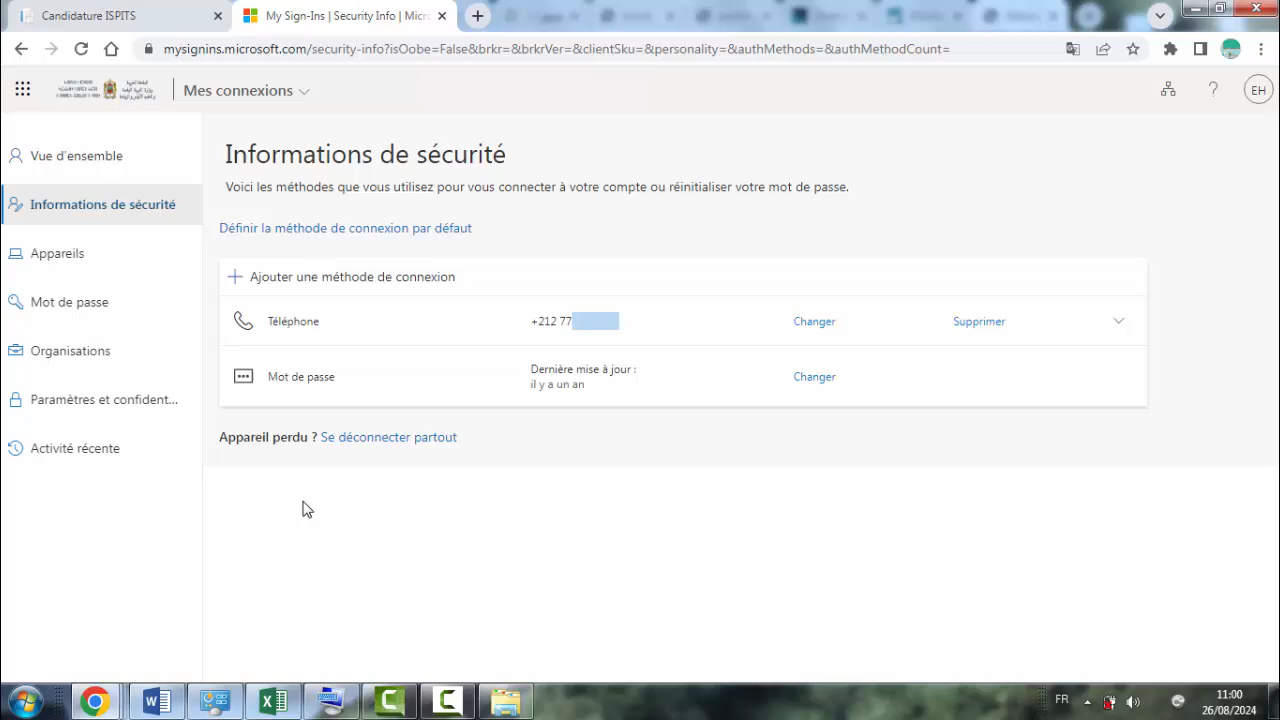 Candidature ISPITS
My Sign-Ins | Security Info | Micro
mysignins.microsoft.com/security-info?isOobe=False&brkr=&brkrVer=&clientSku=&personality=&authMethods=&authMethodCount=
Mes connexions
EH
Vue d'ensemble
Informations de sécurité
Appareils
Mot de passe
Organisations
Paramètres et confident...
Activité récente
Informations de sécurité
Voici les méthodes que vous utilisez pour vous connecter à votre compte ou réinitialiser votre mot de passe.
Définir la méthode de connexion par défaut
Ajouter une méthode de connexion
Téléphone +212 77 Changer Supprimer
Mot de passe Dernière mise à jour : Changer
il y a un an
Appareil perdu ? Se déconnecter partout
FR 11:00
26/08/2024